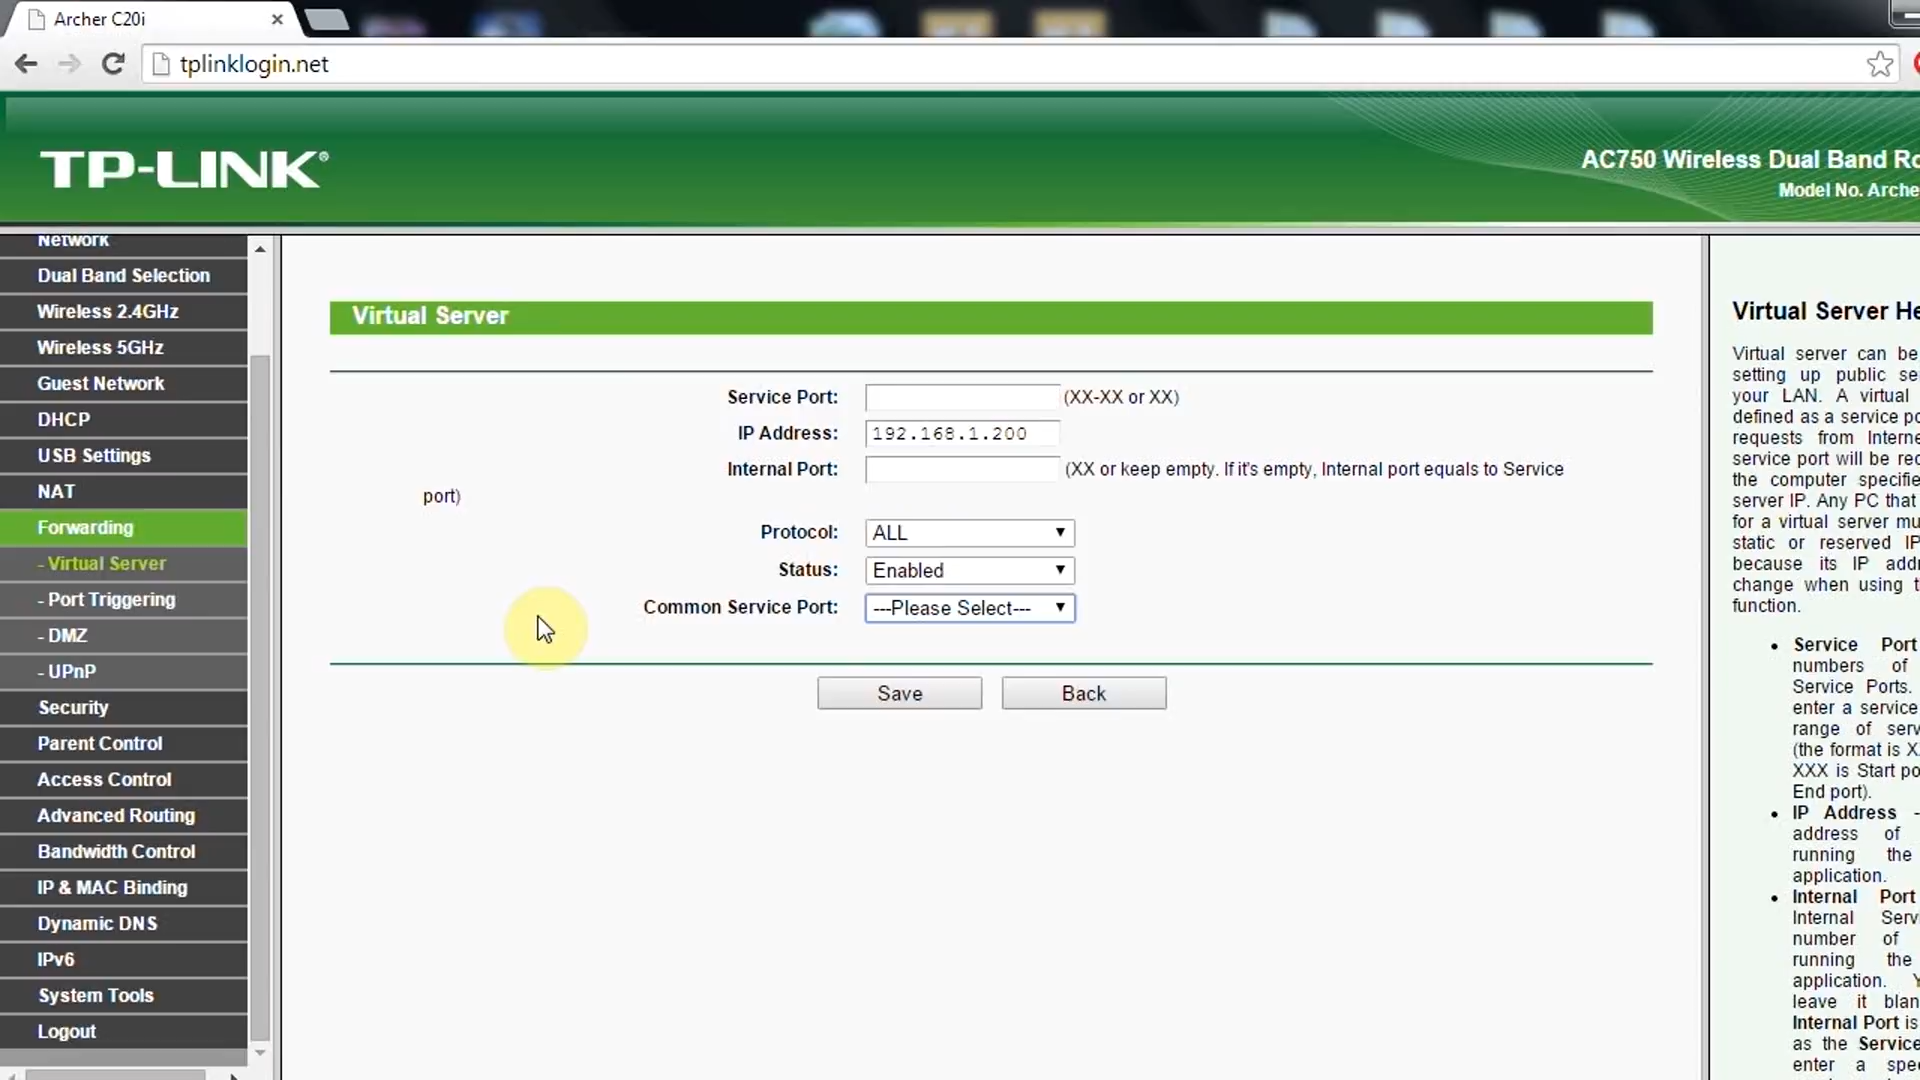 Archer C20i
tplinklogin.net
TP-LINK®
AC750 Wireless Dual Band Ro
Model No. Arche
Network
Dual Band Selection
Wireless 2.4GHz
Wireless 5GHz
Guest Network
DHCP
USB Settings
NAT
Forwarding
- Virtual Server
- Port Triggering
- DMZ
- UPnP
Security
Parent Control
Access Control
Advanced Routing
Bandwidth Control
IP & MAC Binding
Dynamic DNS
IPv6
System Tools
Logout
Virtual Server
Service Port: (XX-XX or XX)
IP Address: 192.168.1.200
Internal Port: (XX or keep empty. If it's empty, Internal port equals to Service
port)
Protocol: ALL
Status: Enabled
Common Service Port: ---Please Select---
Save Back
Virtual Server He
Virtual server can be
setting up public se
your LAN. A virtual
defined as a service po
requests from Interne
service port will be re
the computer specifie
server IP. Any PC that
for a virtual server mu
static or reserved IP
because its IP addr
change when using t
function.
• Service Port
numbers of
Service Ports.
enter a service
range of serv
(the format is X
XXX is Start po
End port).
• IP Address -
address of
running the
application.
• Internal Port
Internal Servi
number of
running the
application. Y
leave it blan
Internal Port is
as the Service
enter a spe